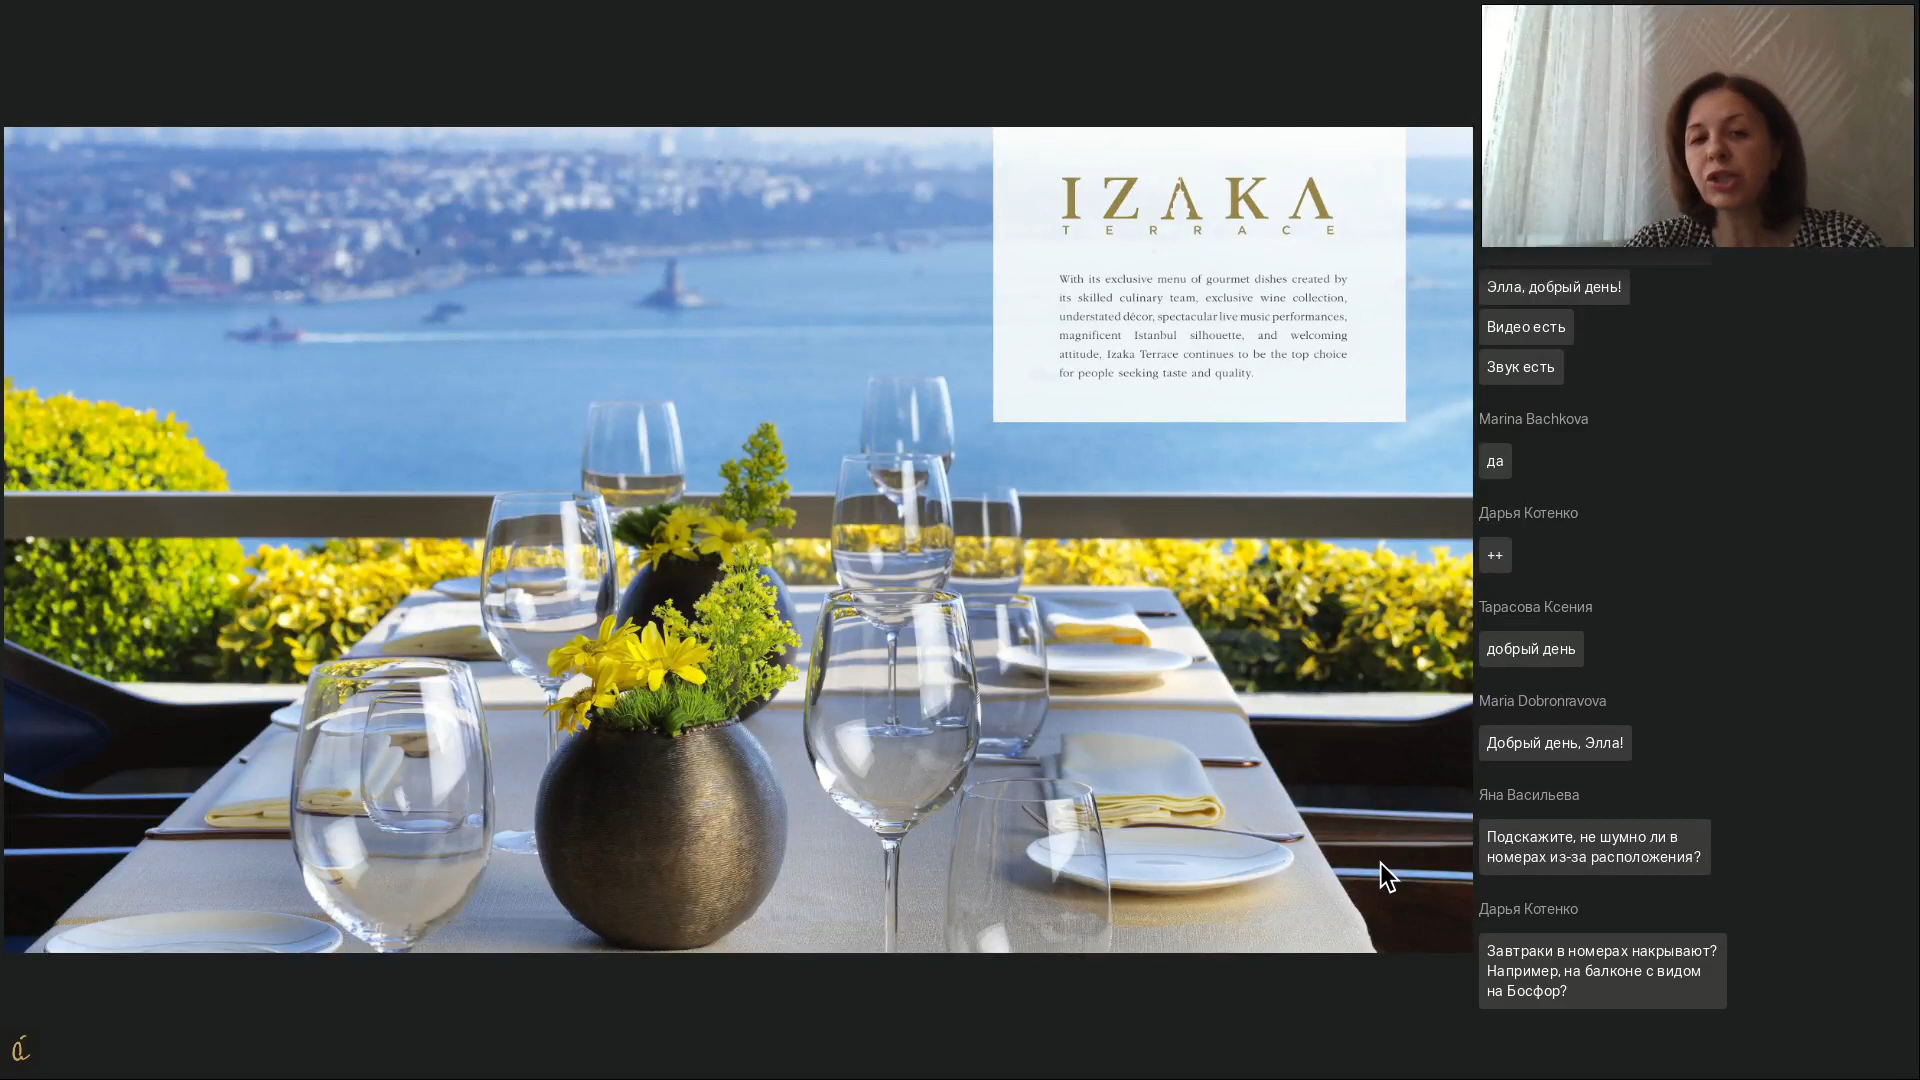 IZAKA
TERRACE
With its exclusive menu of gourmet dishes created by
its skilled culinary team, exclusive wine collection,
understated décor, spectacular live music performances,
magnificent Istanbul silhouette, and welcoming
attitude, Izaka Terrace continues to be the top choice
for people seeking taste and quality.
Элла, добрый день!
Видео есть
Звук есть
Marina Bachkova
да
Дарья Котенко
++
Тарасова Ксения
добрый день
Maria Dobronravova
Добрый день, Элла!
Яна Васильева
Подскажите, не шумно ли в
номерах из-за расположения?
Дарья Котенко
Завтраки в номерах накрывают?
Например, на балконе с видом
на Босфор?
á